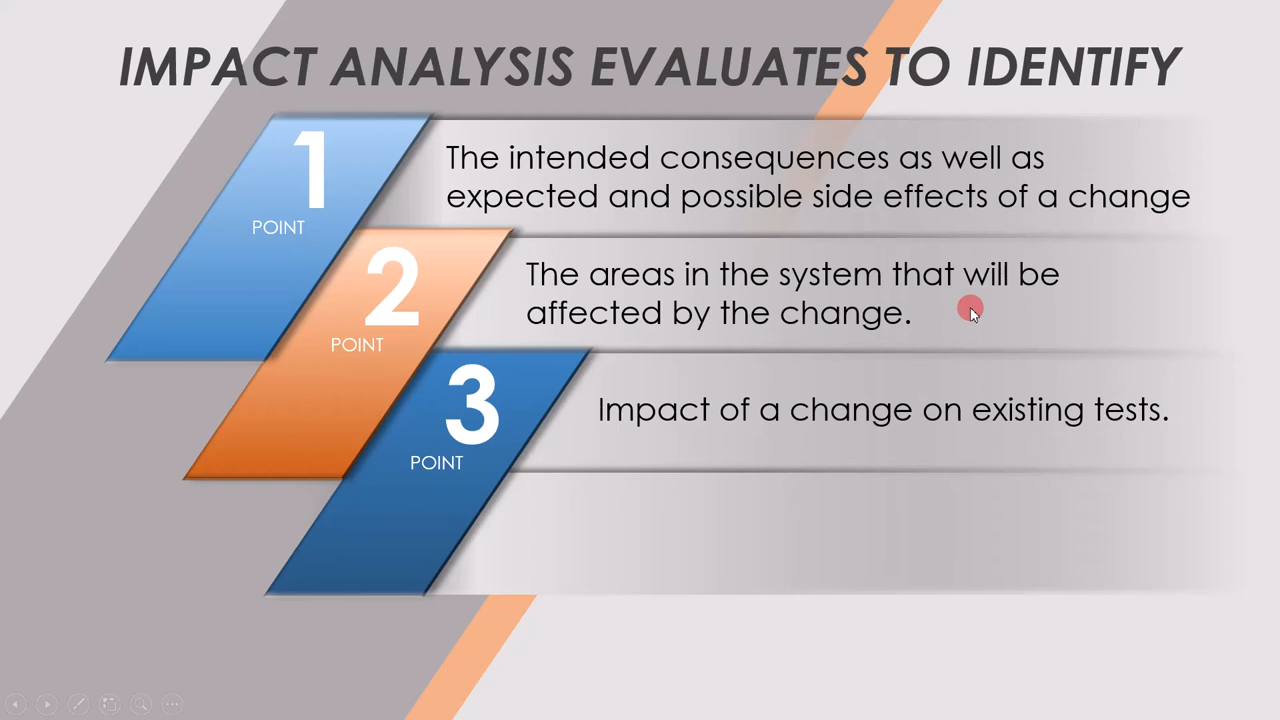 IMPACT ANALYSIS EVALUATES TO IDENTIFY
1
POINT
The intended consequences as well as
expected and possible side effects of a change
2
POINT
The areas in the system that will be
affected by the change.
3
POINT
Impact of a change on existing tests.